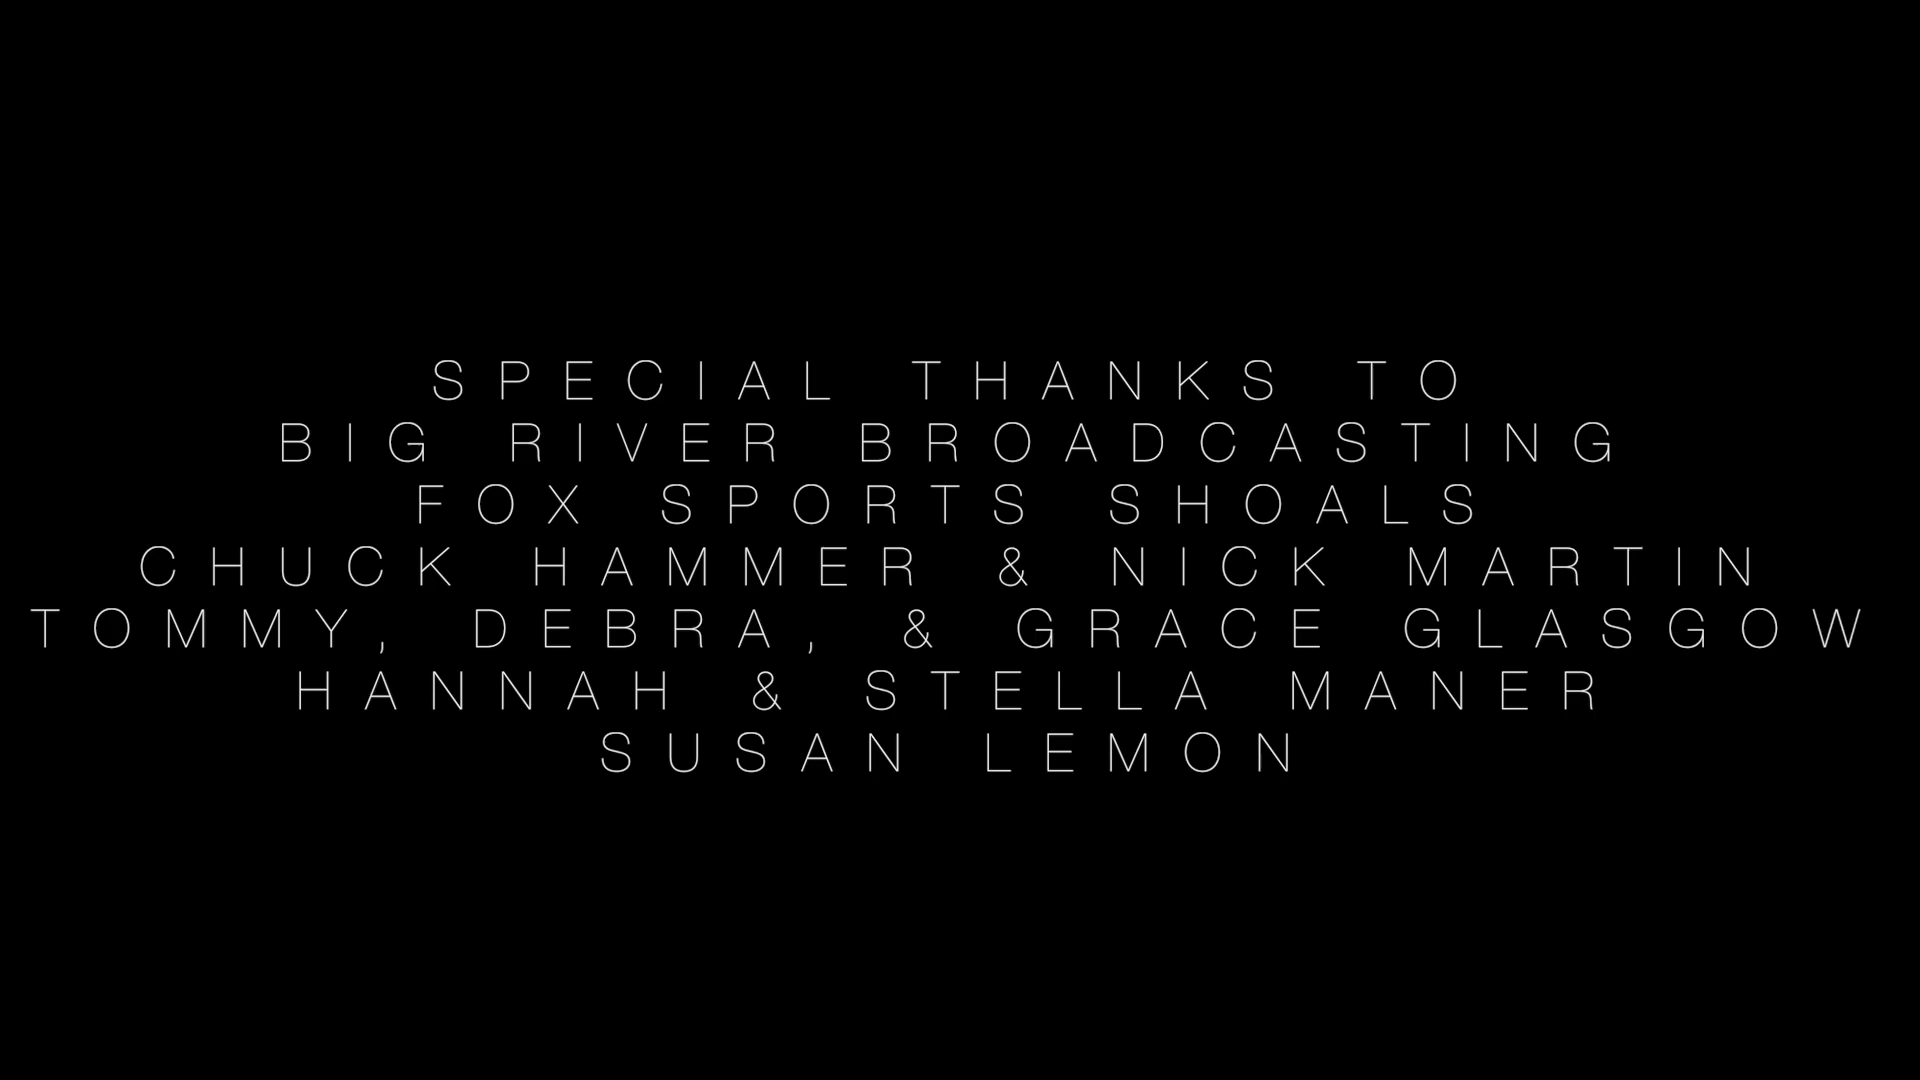 SPECIAL THANKS TO
BIG RIVER BROADCASTING
FOX SPORTS SHOALS
CHUCK HAMMER & NICK MARTIN
TOMMY, DEBRA, & GRACE GLASGOW
HANNAH & STELLA MANER
SUSAN LEMON